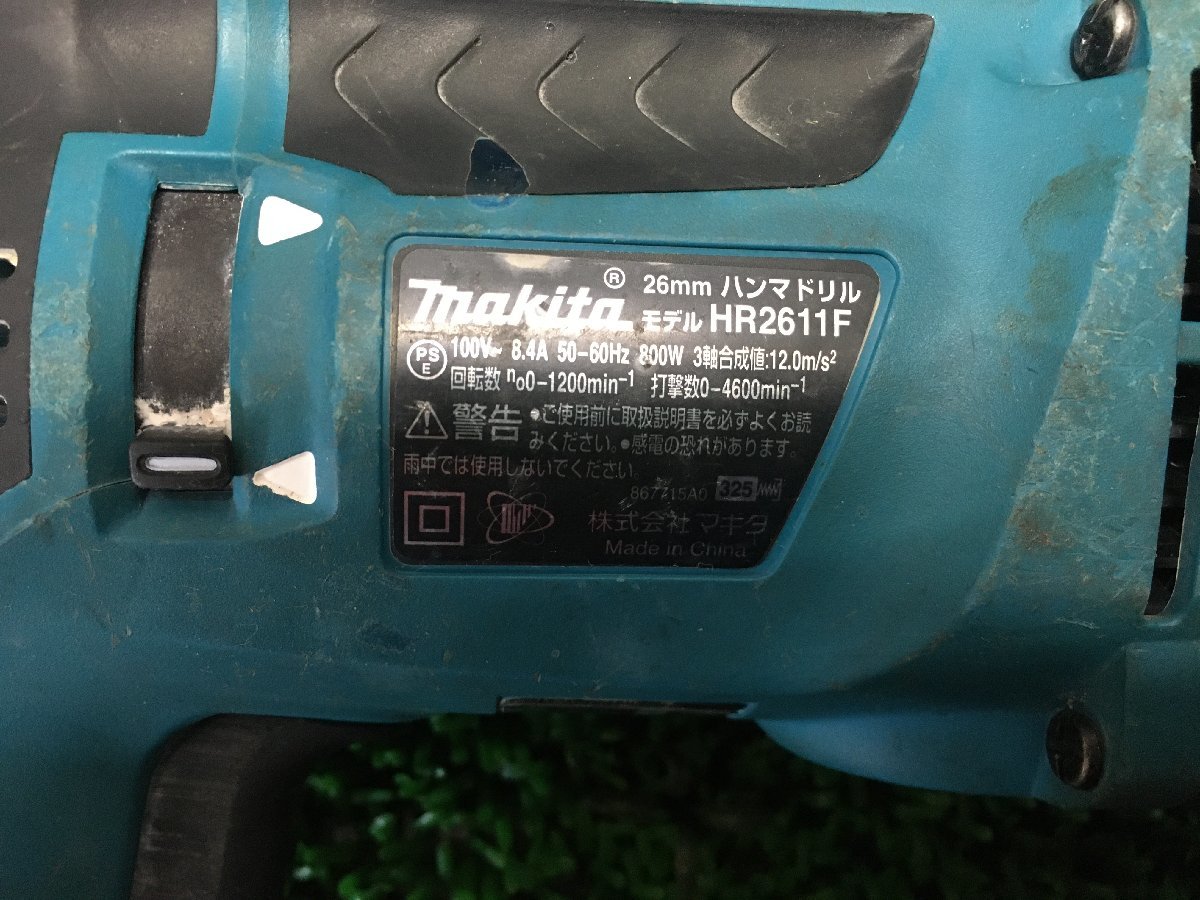 makita® 26mm ハンマドリル
モデル HR2611F
PSE 100V~ 8.4A 50-60Hz 800W 3軸合成値:12.0m/s²
回転数 n₀0-1200min⁻¹ 打撃数0-4600min⁻¹
警告 ●ご使用前に取扱説明書を必ずよくお読
みください。●感電の恐れがあります。
雨中では使用しないでください。
867715A0 325
株式会社マキタ
Made in China